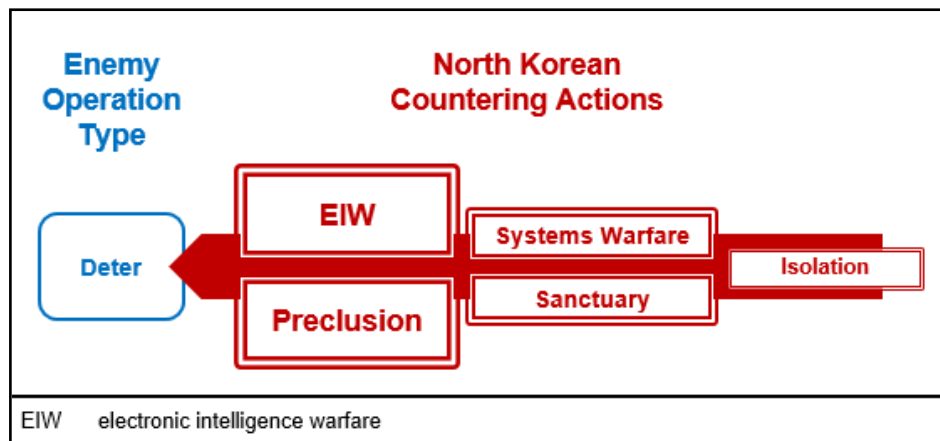 Enemy
Operation
Type
North Korean
Countering Actions
Deter
EIW
Preclusion
Systems Warfare
Sanctuary
Isolation
EIW electronic intelligence warfare